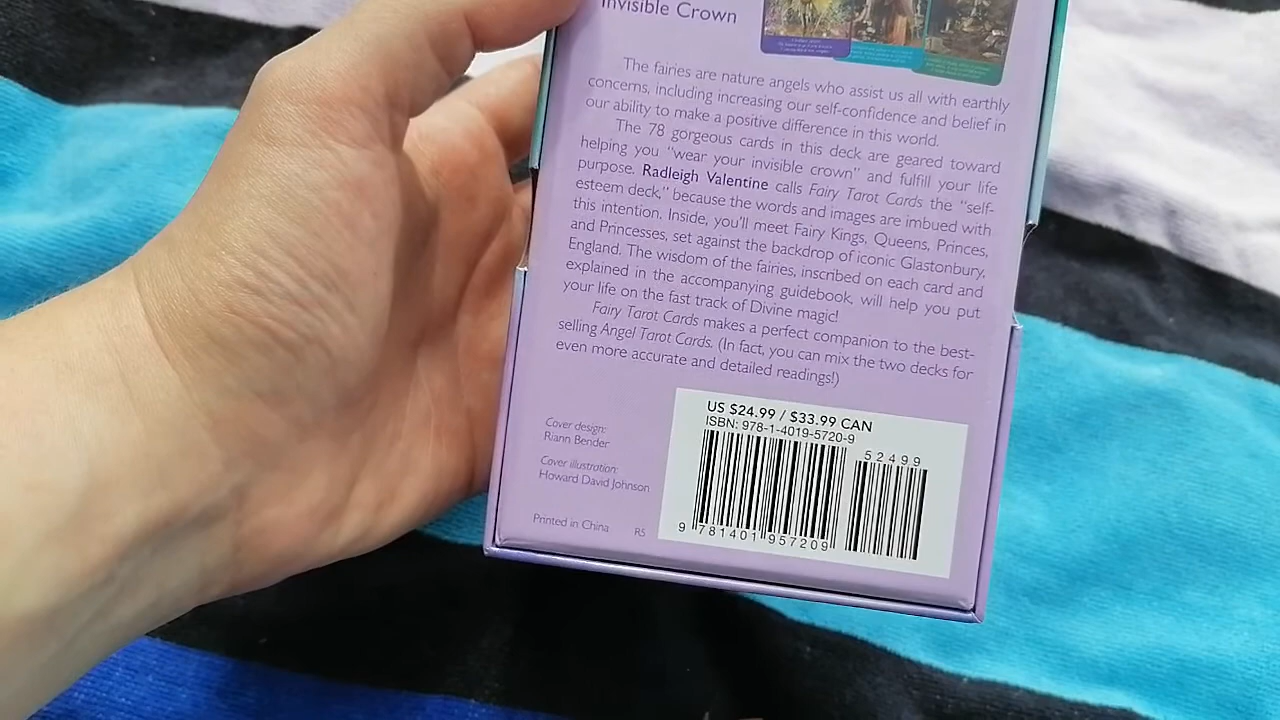 Invisible Crown
The fairies are nature angels who assist us all with earthly
concerns, including increasing our self-confidence and belief in
our ability to make a positive difference in this world.
The 78 gorgeous cards in this deck are geared toward
helping you "wear your invisible crown" and fulfill your life
purpose. Radleigh Valentine calls Fairy Tarot Cards the "self-
esteem deck," because the words and images are imbued with
this intention. Inside, you'll meet Fairy Kings, Queens, Princes,
and Princesses, set against the backdrop of iconic Glastonbury,
England. The wisdom of the fairies, inscribed on each card and
explained in the accompanying guidebook, will help you put
your life on the fast track of Divine magic!
Fairy Tarot Cards makes a perfect companion to the best-
selling Angel Tarot Cards. (In fact, you can mix the two decks for
even more accurate and detailed readings!)
Cover design:
Riann Bender
Cover illustration:
Howard David Johnson
Printed in China R5
US $24.99 / $33.99 CAN
ISBN: 978-1-4019-5720-9
52499
9 781401 957209